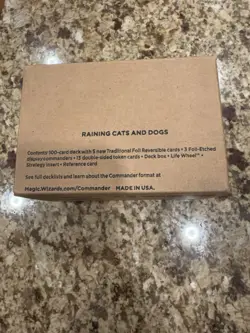 RAINING CATS AND DOGS
Contents: 100-card deck with 5 new Traditional Foil Reversible cards • 3 Foil-Etched
display commanders • 13 double-sided token cards • Deck box • Life Wheel™ •
Strategy insert • Reference card
See full decklists and learn about the Commander format at
Magic.Wizards.com/Commander MADE IN USA.